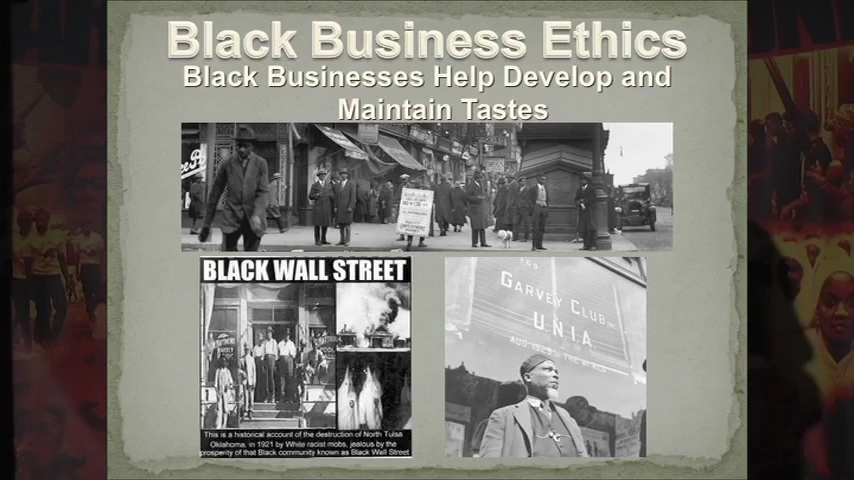 Black Business Ethics
Black Businesses Help Develop and
Maintain Tastes
BLACK WALL STREET
This is a historical account of the destruction of North Tulsa
Oklahoma, in 1921 by White racist mobs, jealous by the
prosperity of that Black community known as Black Wall Street
GARVEY CLUB INC
U.N.I.A.